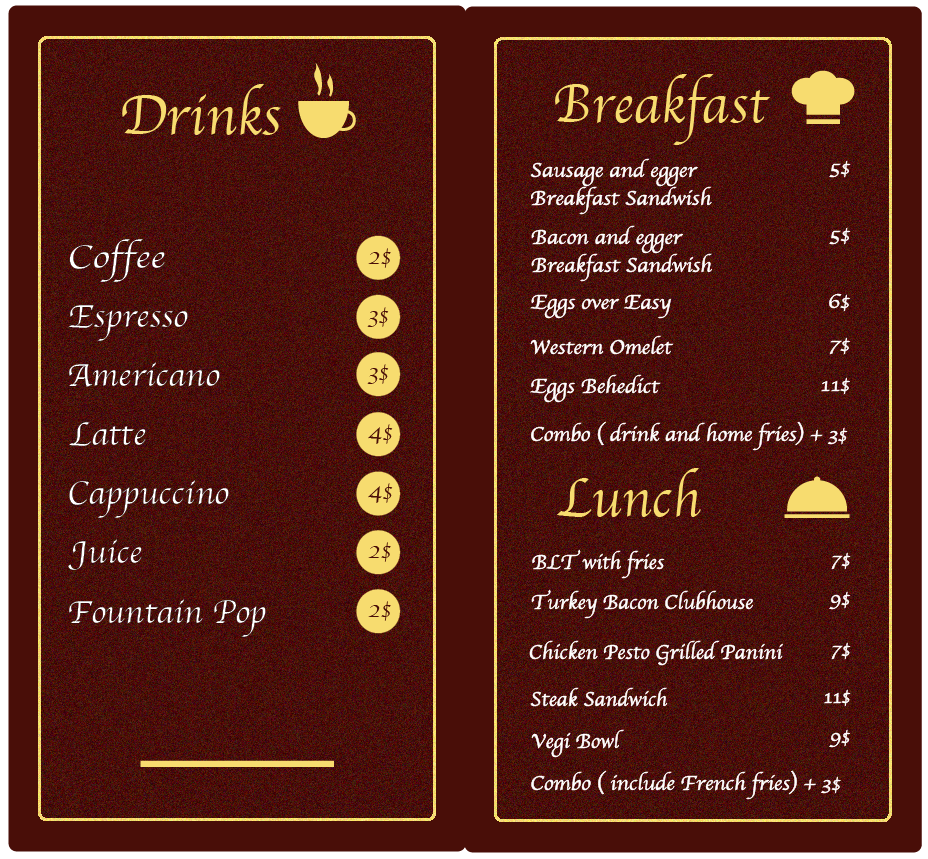 Drinks
Coffee 2$
Espresso 3$
Americano 3$
Latte 4$
Cappuccino 4$
Juice 2$
Fountain Pop 2$
Breakfast
Sausage and egger 5$
Breakfast Sandwish
Bacon and egger 5$
Breakfast Sandwish
Eggs over Easy 6$
Western Omelet 7$
Eggs Behedict 11$
Combo ( drink and home fries) + 3$
Lunch
BLT with fries 7$
Turkey Bacon Clubhouse 9$
Chicken Pesto Grilled Panini 7$
Steak Sandwich 11$
Vegi Bowl 9$
Combo ( include French fries) + 3$